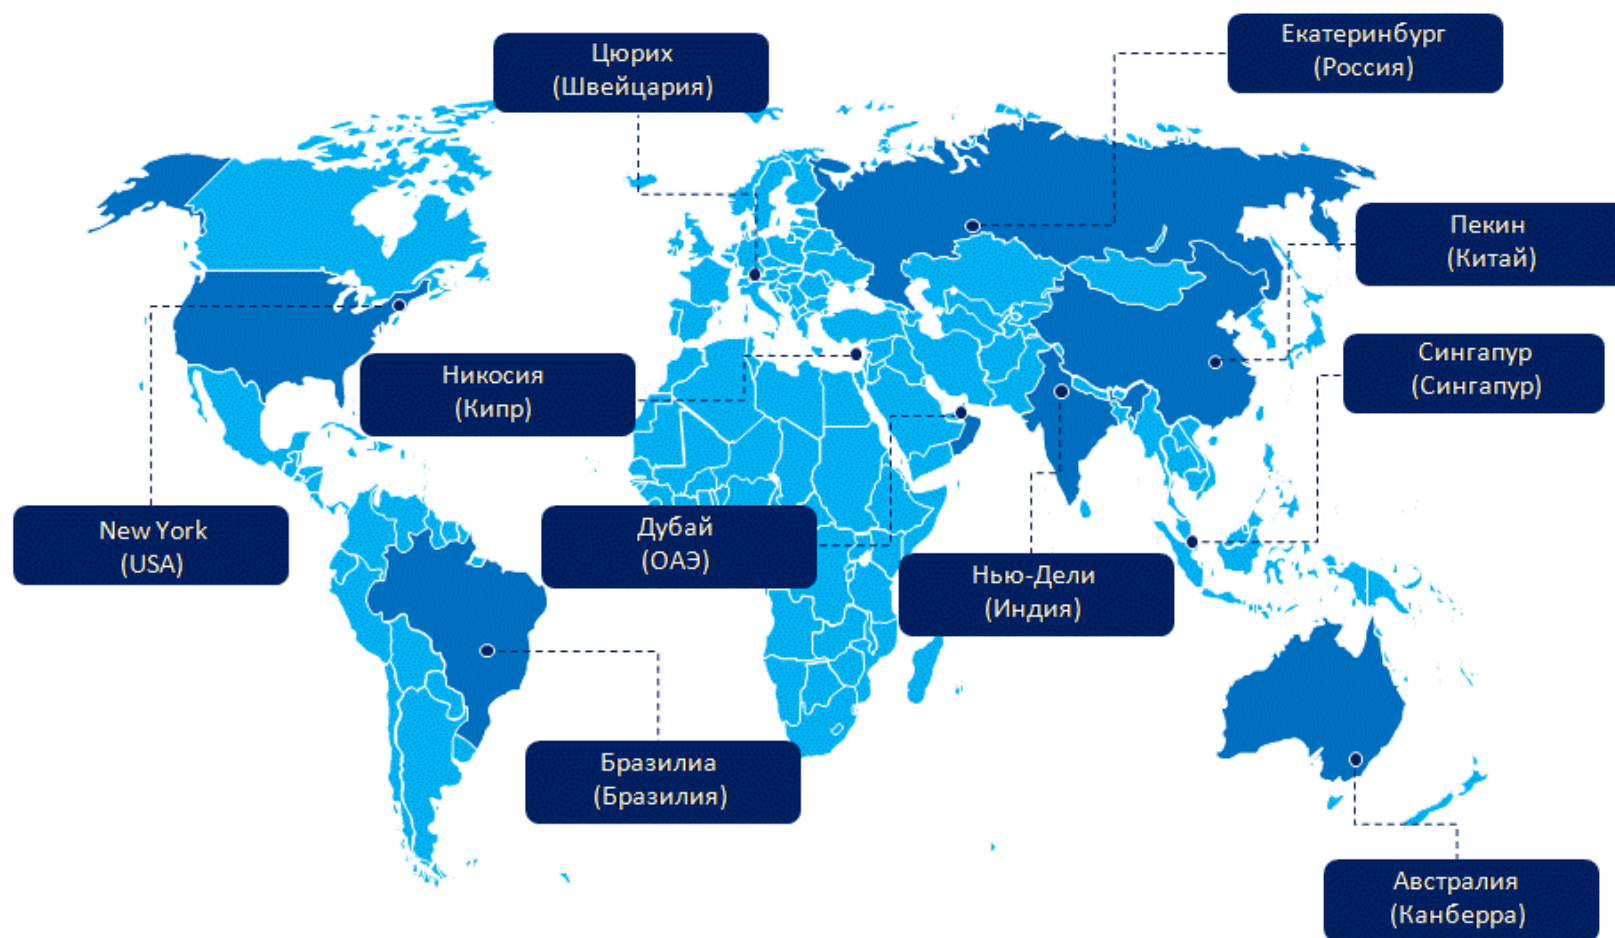 Цюрих
(Швейцария)
Екатеринбург
(Россия)
Пекин
(Китай)
Сингапур
(Сингапур)
Никосия
(Кипр)
New York
(USA)
Дубай
(ОАЭ)
Нью-Дели
(Индия)
Бразилиа
(Бразилия)
Австралия
(Канберра)